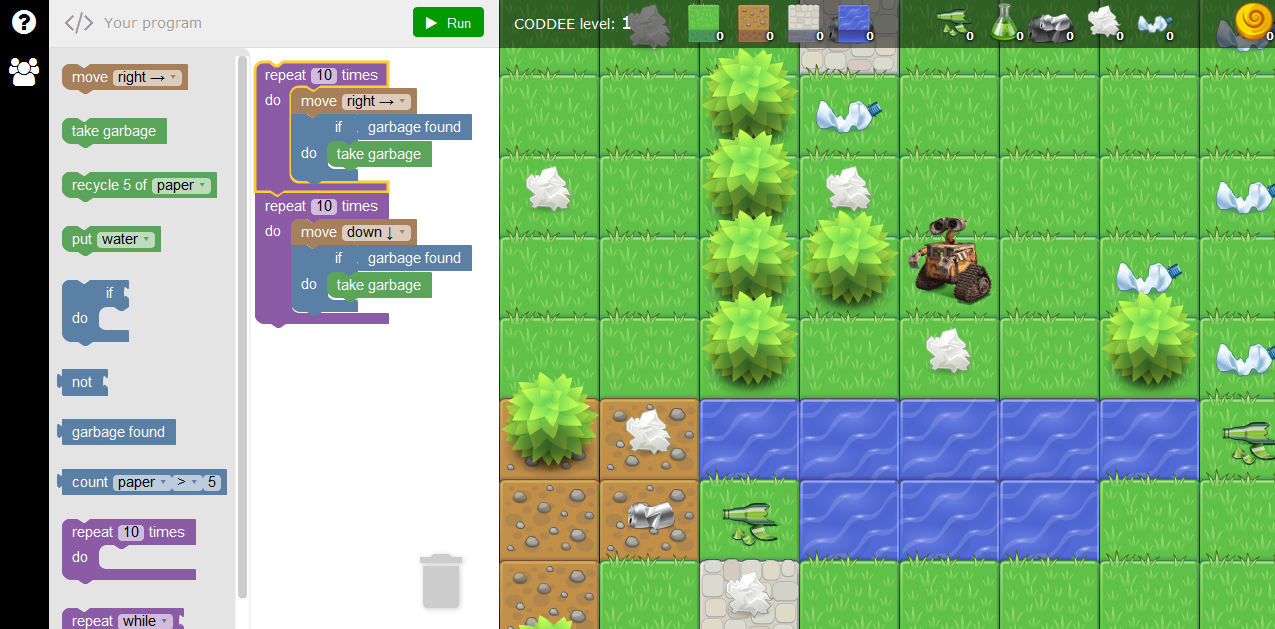 ?
</> Your program
Run
CODDEE level: 1
0 0 0 0
0 0 0 0 0
0
move right →
take garbage
recycle 5 of paper
put water
if
do
not
garbage found
count paper > 5
repeat 10 times
do
repeat while
repeat 10 times
do move right →
if garbage found
do take garbage
repeat 10 times
do move down ↓
if garbage found
do take garbage